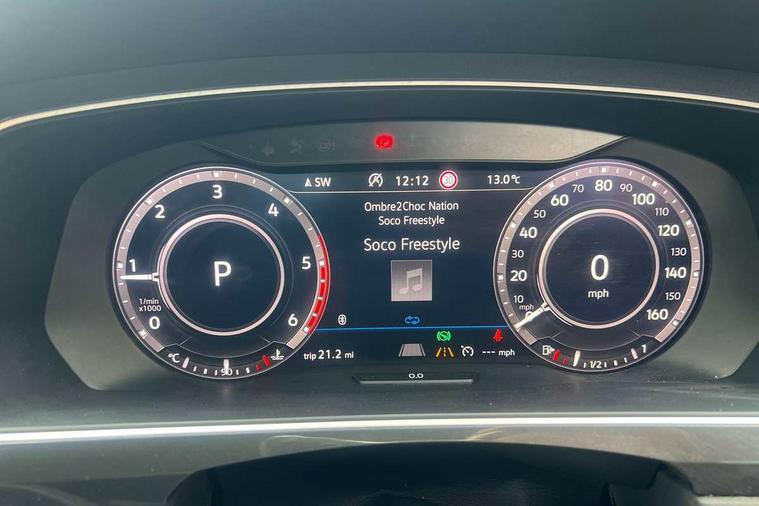 SW 12:12 30 13.0°C
Ombre2Choc Nation
Soco Freestyle
Soco Freestyle
0 1 2 3 4 5 6
1/min
x1000
P
°C 90
0 10 20 30 40 50 60 70 80 90 100 110 120 130 140 150 160
0
mph
1/2
trip 21.2 mi
--- mph
0.0